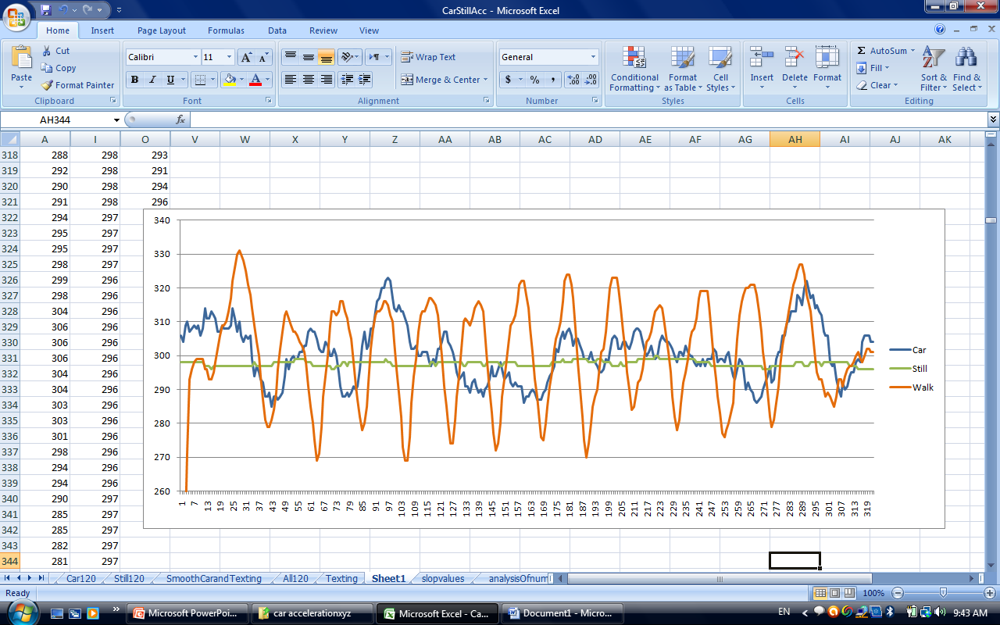 CarStillAcc - Microsoft Excel
Home Insert Page Layout Formulas Data Review View
Paste Cut Copy Format Painter Clipboard
Calibri 11 A A B I U A Font
Wrap Text Merge & Center Alignment
General $ % , .00 .00 Number
Conditional Formatting Format as Table Cell Styles Styles
Insert Delete Format Cells
Σ AutoSum Fill Clear Sort & Filter Find & Select Editing
AH344 fx
A I O V W X Y Z AA AB AC AD AE AF AG AH AI AJ AK
318 288 298 293
319 292 298 291
320 290 298 294
321 291 298 296
322 294 297
323 295 297
324 295 297
325 298 297
326 299 296
327 298 296
328 304 296
329 306 296
330 306 296
331 306 296
332 304 296
333 304 296
334 303 296
335 303 296
336 301 296
337 298 296
338 294 296
339 294 296
340 290 297
341 285 297
342 285 297
343 282 297
344 281 297
340
330
320
310
300
290
280
270
260
1 7 13 19 25 31 37 43 49 55 61 67 73 79 85 91 97 103 109 115 121 127 133 139 145 151 157 163 169 175 181 187 193 199 205 211 217 223 229 235 241 247 253 259 265 271 277 283 289 295 301 307 313 319
Car
Still
Walk
Car120 Still120 SmoothCarandTexting All120 Texting Sheet1 slopvalues analysisOfnum
Ready 100%
Microsoft PowerPoi... car accelerationxyz Microsoft Excel - Ca... Document1 - Micro... EN 9:43 AM